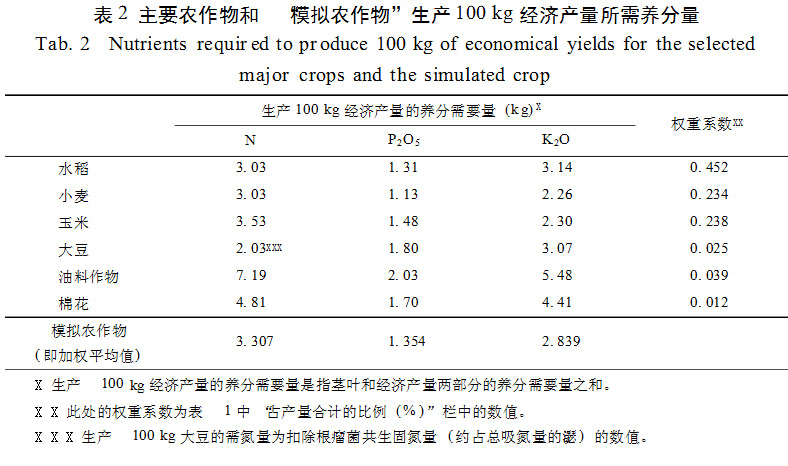 表2 主要农作物和 “模拟农作物”生产100 kg 经济产量所需养分量
Tab. 2 Nutrients required to produce 100 kg of economical yields for the selected
major crops and the simulated crop
生产100 kg 经济产量的养分需要量 (kg)X
权重系数XX
N P2O5 K2O
水稻 3.03 1.31 3.14 0.452
小麦 3.03 1.13 2.26 0.234
玉米 3.53 1.48 2.30 0.238
大豆 2.03XXX 1.80 3.07 0.025
油料作物 7.19 2.03 5.48 0.039
棉花 4.81 1.70 4.41 0.012
模拟农作物
(即加权平均值) 3.307 1.354 2.839
X 生产 100 kg 经济产量的养分需要量是指茎叶和经济产量两部分的养分需要量之和。
X X 此处的权重系数为表 1中 产量合计的比例 (%)”栏中的数值。
X X X 生产 100 kg 大豆的需氮量为扣除根瘤菌共生固氮量 (约占总吸氮量的 ) 的数值。